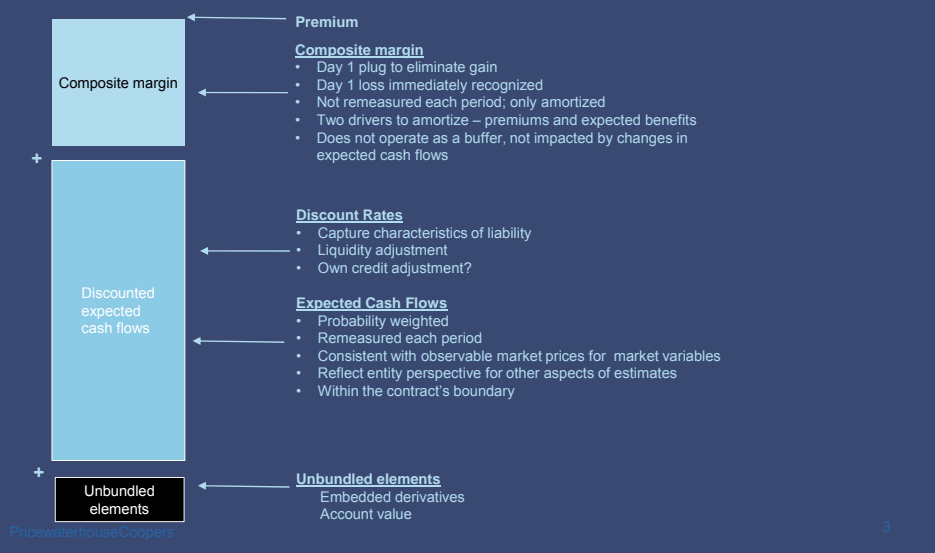 Premium
Composite margin
Composite margin
• Day 1 plug to eliminate gain
• Day 1 loss immediately recognized
• Not remeasured each period; only amortized
• Two drivers to amortize – premiums and expected benefits
• Does not operate as a buffer, not impacted by changes in
expected cash flows
+
Discounted
expected
cash flows
Discount Rates
• Capture characteristics of liability
• Liquidity adjustment
• Own credit adjustment?
Expected Cash Flows
• Probability weighted
• Remeasured each period
• Consistent with observable market prices for market variables
• Reflect entity perspective for other aspects of estimates
• Within the contract's boundary
+
Unbundled
elements
Unbundled elements
Embedded derivatives
Account value
PricewaterhouseCoopers
3